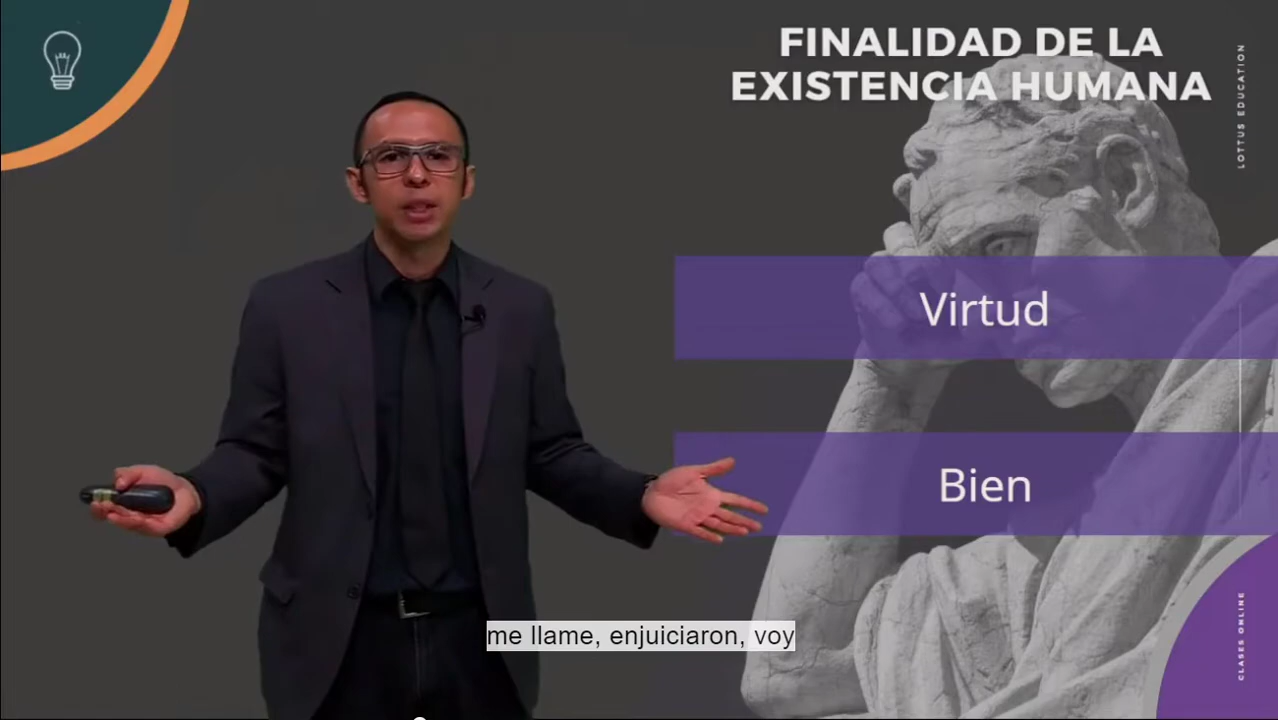 FINALIDAD DE LA
EXISTENCIA HUMANA
LOTTUS EDUCATION
Virtud
Bien
CLASES ONLINE
me llame, enjuiciaron, voy